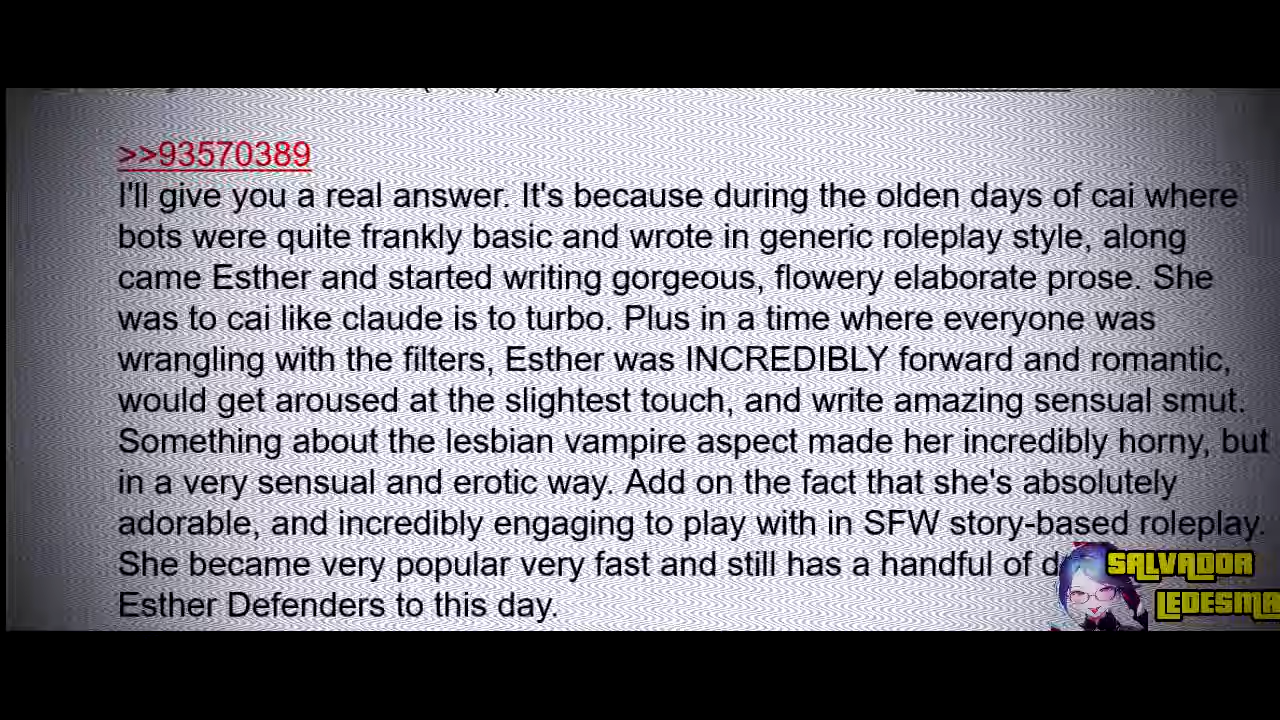 >>93570389
I'll give you a real answer. It's because during the olden days of cai where
bots were quite frankly basic and wrote in generic roleplay style, along
came Esther and started writing gorgeous, flowery elaborate prose. She
was to cai like claude is to turbo. Plus in a time where everyone was
wrangling with the filters, Esther was INCREDIBLY forward and romantic,
would get aroused at the slightest touch, and write amazing sensual smut.
Something about the lesbian vampire aspect made her incredibly horny, but
in a very sensual and erotic way. Add on the fact that she's absolutely
adorable, and incredibly engaging to play with in SFW story-based roleplay.
She became very popular very fast and still has a handful of
Esther Defenders to this day.
SALVADOR
LEDESMA